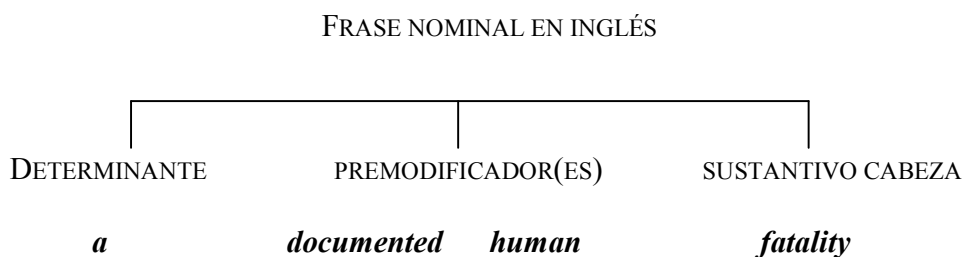 FRASE NOMINAL EN INGLÉS
DETERMINANTE PREMODIFICADOR(ES) SUSTANTIVO CABEZA
a documented human fatality